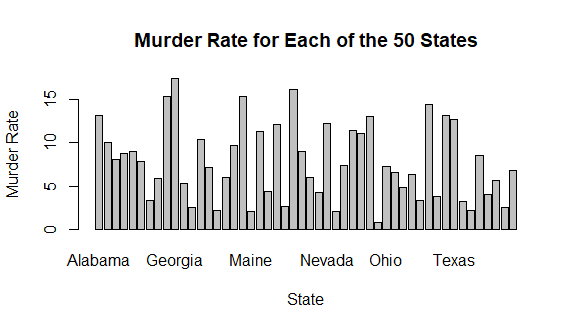 Murder Rate for Each of the 50 States
Murder Rate
15
10
5
0
Alabama Georgia Maine Nevada Ohio Texas
State